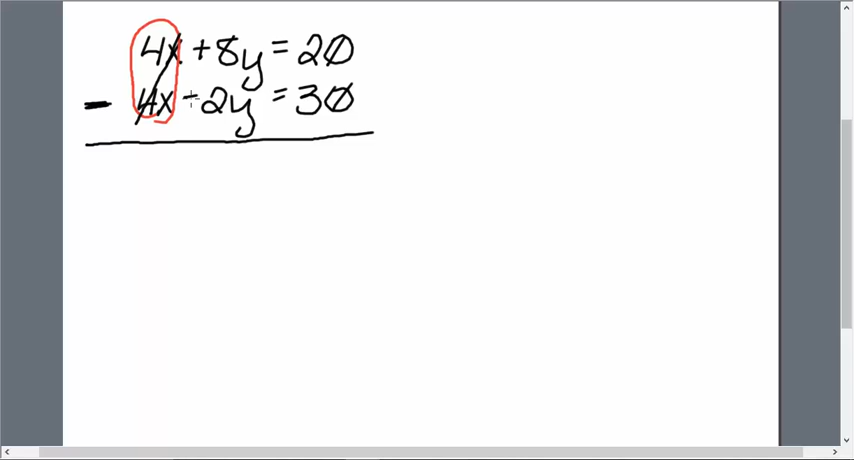 4x + 8y = 20
- 4x - 2y = 30